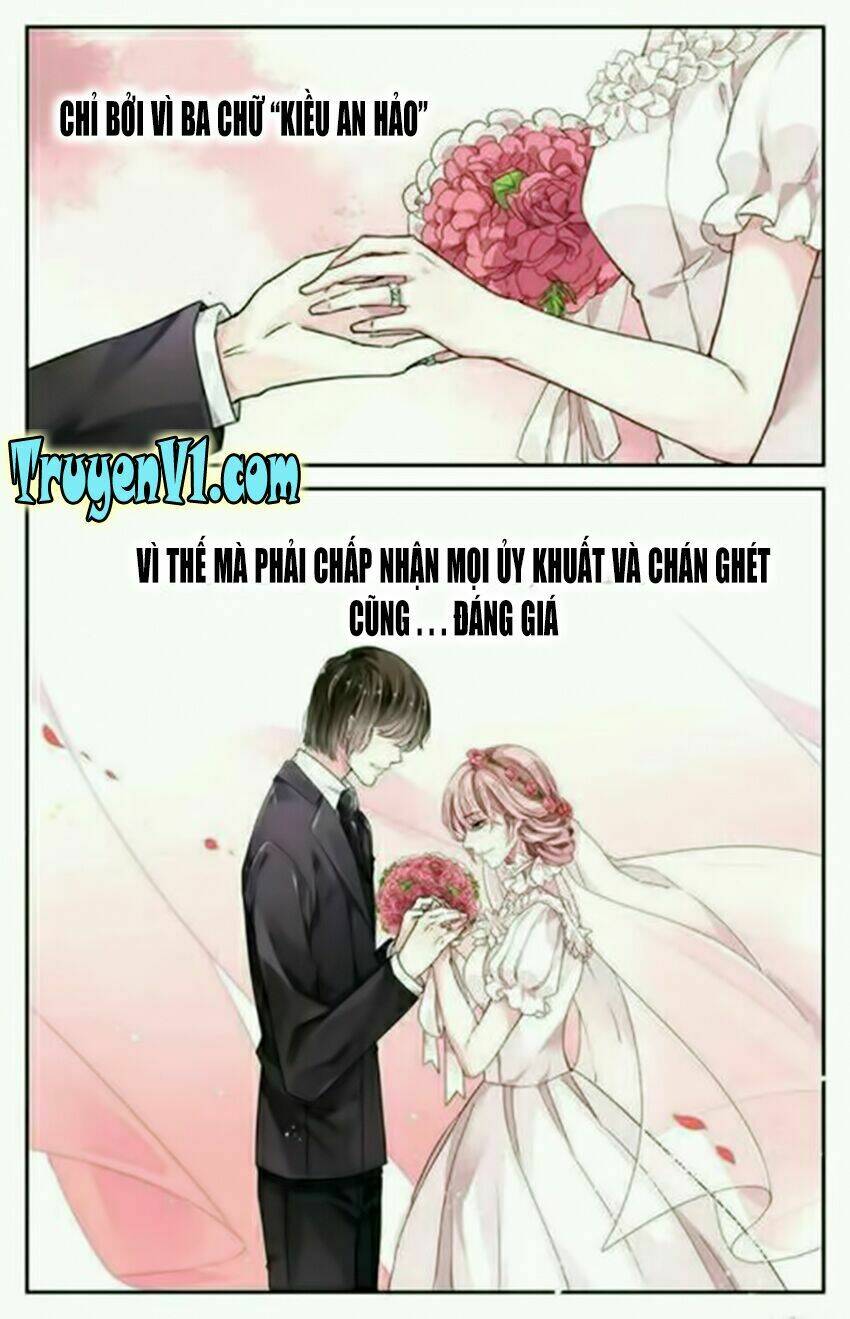 CHỈ BỞI VÌ BA CHỮ “KIỀU AN HẢO”
TruyenV1.com
VÌ THẾ MÀ PHẢI CHẤP NHẬN MỌI ỦY KHUẤT VÀ CHÁN GHÉT
CŨNG . . . ĐÁNG GIÁ